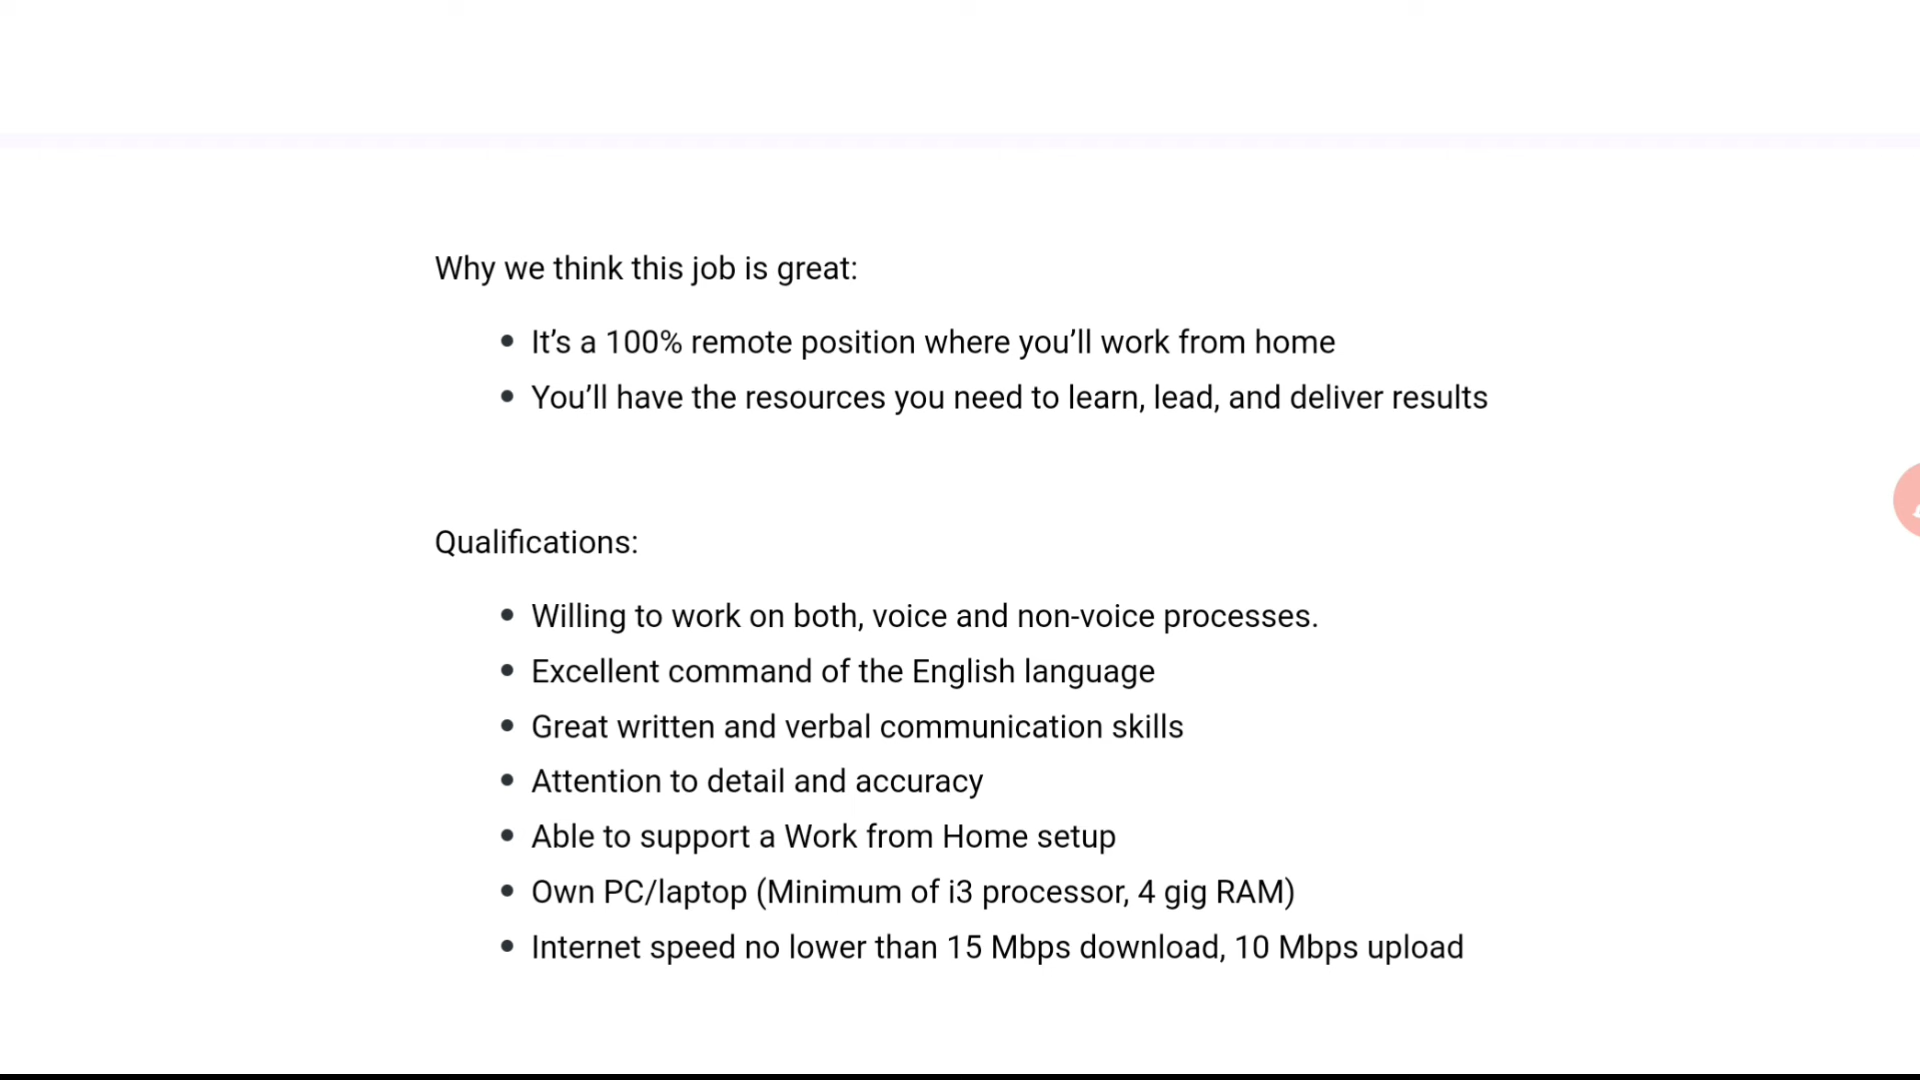 Why we think this job is great:
It’s a 100% remote position where you’ll work from home
You’ll have the resources you need to learn, lead, and deliver results
Qualifications:
Willing to work on both, voice and non-voice processes.
Excellent command of the English language
Great written and verbal communication skills
Attention to detail and accuracy
Able to support a Work from Home setup
Own PC/laptop (Minimum of i3 processor, 4 gig RAM)
Internet speed no lower than 15 Mbps download, 10 Mbps upload